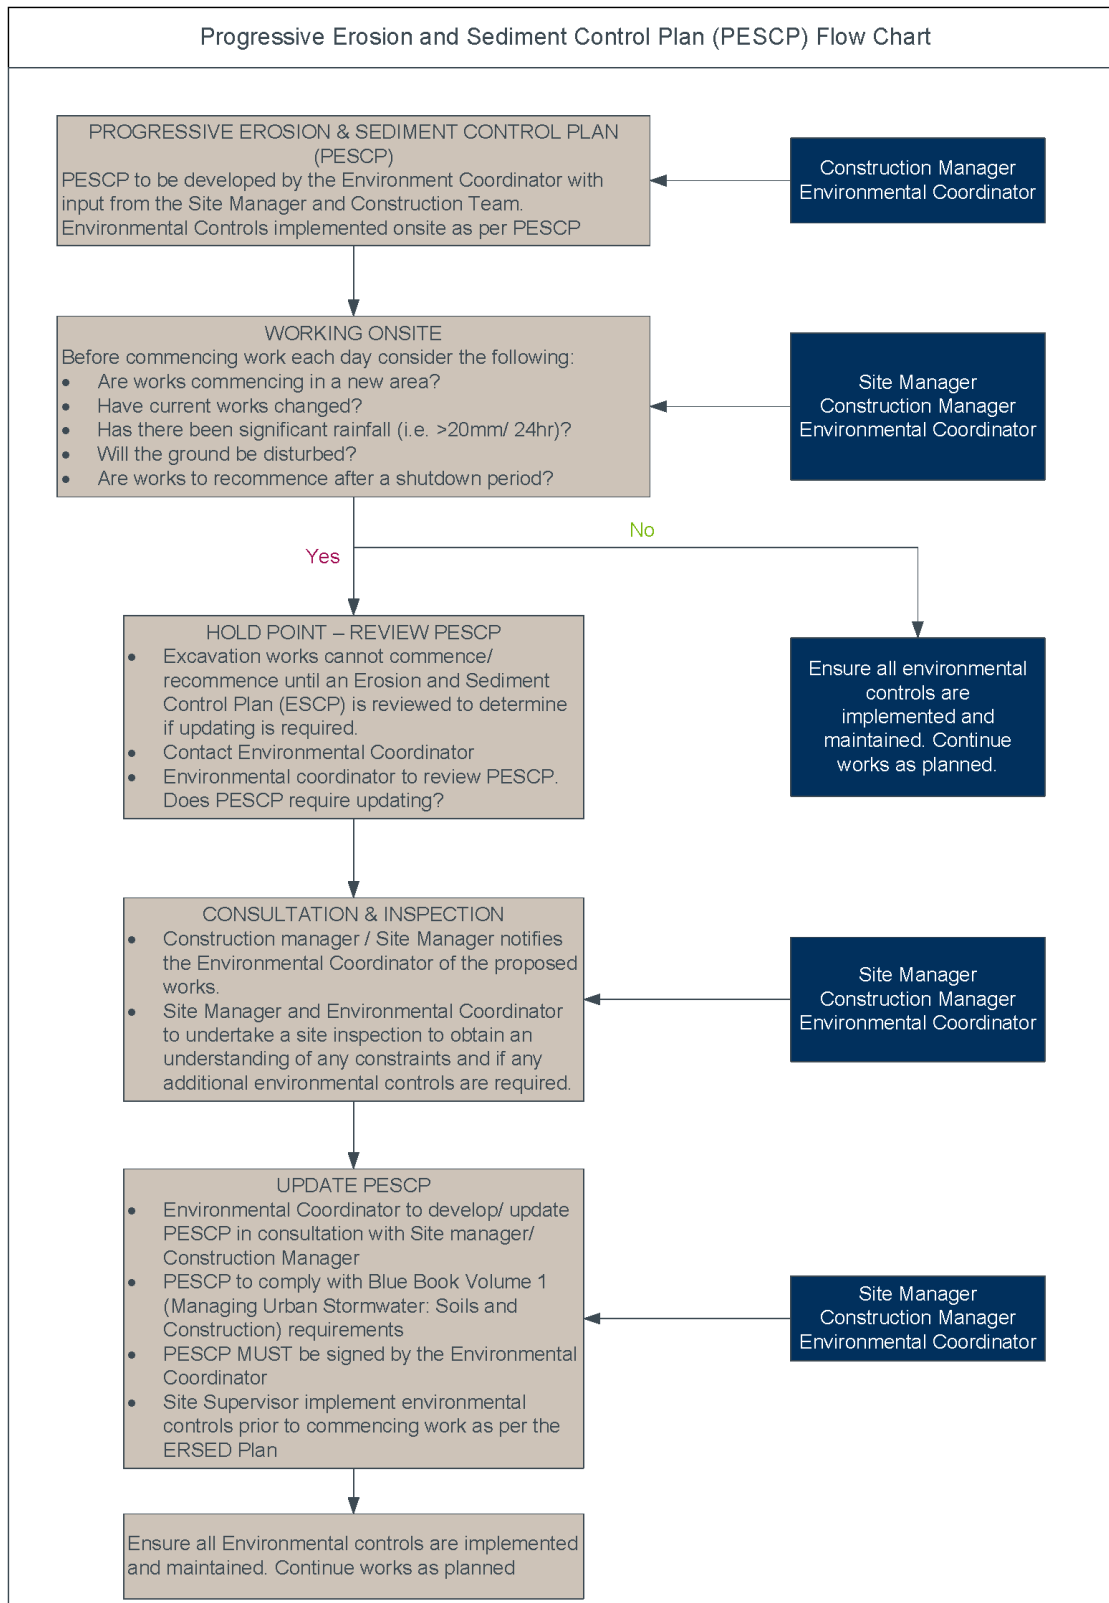 Progressive Erosion and Sediment Control Plan (PESCP) Flow Chart
PROGRESSIVE EROSION & SEDIMENT CONTROL PLAN
(PESCP)
PESCP to be developed by the Environment Coordinator with
input from the Site Manager and Construction Team.
Environmental Controls implemented onsite as per PESCP
Construction Manager
Environmental Coordinator
WORKING ONSITE
Before commencing work each day consider the following:
• Are works commencing in a new area?
• Have current works changed?
• Has there been significant rainfall (i.e. >20mm/ 24hr)?
• Will the ground be disturbed?
• Are works to recommence after a shutdown period?
Site Manager
Construction Manager
Environmental Coordinator
No
Yes
HOLD POINT – REVIEW PESCP
• Excavation works cannot commence/
recommence until an Erosion and Sediment
Control Plan (ESCP) is reviewed to determine
if updating is required.
• Contact Environmental Coordinator
• Environmental coordinator to review PESCP.
Does PESCP require updating?
Ensure all environmental
controls are
implemented and
maintained. Continue
works as planned.
CONSULTATION & INSPECTION
• Construction manager / Site Manager notifies
the Environmental Coordinator of the proposed
works.
• Site Manager and Environmental Coordinator
to undertake a site inspection to obtain an
understanding of any constraints and if any
additional environmental controls are required.
Site Manager
Construction Manager
Environmental Coordinator
UPDATE PESCP
• Environmental Coordinator to develop/ update
PESCP in consultation with Site manager/
Construction Manager
• PESCP to comply with Blue Book Volume 1
(Managing Urban Stormwater: Soils and
Construction) requirements
• PESCP MUST be signed by the Environmental
Coordinator
• Site Supervisor implement environmental
controls prior to commencing work as per the
ERSED Plan
Site Manager
Construction Manager
Environmental Coordinator
Ensure all Environmental controls are implemented
and maintained. Continue works as planned